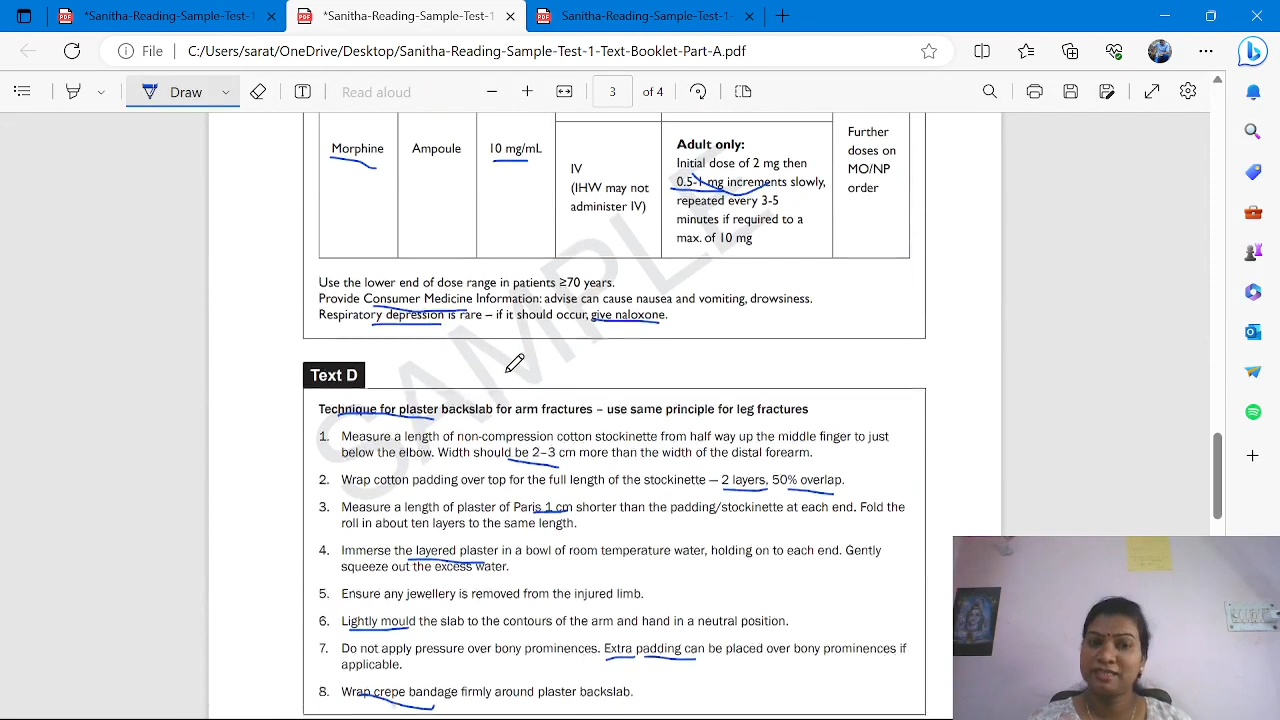 *Sanitha-Reading-Sample-Test-1
*Sanitha-Reading-Sample-Test-1
Sanitha-Reading-Sample-Test-1-
File
C:/Users/sarat/OneDrive/Desktop/Sanitha-Reading-Sample-Test-1-Text-Booklet-Part-A.pdf
Draw
Read aloud
3
of 4
Morphine
Ampoule
10 mg/mL
IV
(IHW may not
administer IV)
Adult only:
Initial dose of 2 mg then
0.5-1 mg increments slowly,
repeated every 3-5
minutes if required to a
max. of 10 mg
Further
doses on
MO/NP
order
Use the lower end of dose range in patients ≥70 years.
Provide Consumer Medicine Information: advise can cause nausea and vomiting, drowsiness.
Respiratory depression is rare – if it should occur, give naloxone.
SAMPLE
Text D
Technique for plaster backslab for arm fractures – use same principle for leg fractures
1. Measure a length of non-compression cotton stockinette from half way up the middle finger to just
below the elbow. Width should be 2–3 cm more than the width of the distal forearm.
2. Wrap cotton padding over top for the full length of the stockinette — 2 layers, 50% overlap.
3. Measure a length of plaster of Paris 1 cm shorter than the padding/stockinette at each end. Fold the
roll in about ten layers to the same length.
4. Immerse the layered plaster in a bowl of room temperature water, holding on to each end. Gently
squeeze out the excess water.
5. Ensure any jewellery is removed from the injured limb.
6. Lightly mould the slab to the contours of the arm and hand in a neutral position.
7. Do not apply pressure over bony prominences. Extra padding can be placed over bony prominences if
applicable.
8. Wrap crepe bandage firmly around plaster backslab.